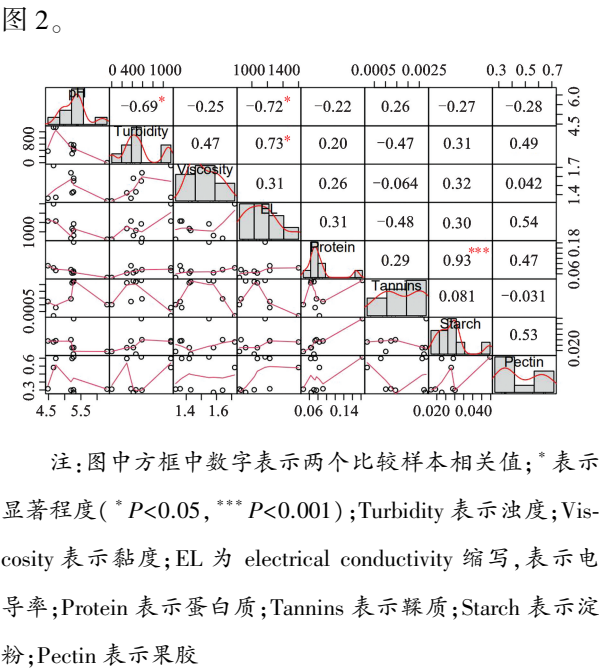 图 2。
0 400 1000 1000 1400 0.0005 0.0025 0.3 0.5 0.7
pH −0.69* −0.25 −0.72* −0.22 0.26 −0.27 −0.28 4.5 6.0
0 800 Turbidity 0.47 0.73* 0.20 −0.47 0.31 0.49
Viscosity 0.31 0.26 −0.064 0.32 0.042 1.4 1.7
1000 EL 0.31 −0.48 0.30 0.54
Protein 0.29 0.93*** 0.47 0.06 0.18
0.0005 Tannins 0.081 −0.031
Starch 0.53 0.020
0.3 0.6 Pectin
4.5 5.5 1.4 1.6 0.06 0.14 0.020 0.040
注:图中方框中数字表示两个比较样本相关值;*表示
显著程度(*P<0.05,***P<0.001);Turbidity 表示浊度;Vis-
cosity 表示黏度;EL 为 electrical conductivity 缩写,表示电
导率;Protein 表示蛋白质;Tannins 表示鞣质;Starch 表示淀
粉;Pectin 表示果胶